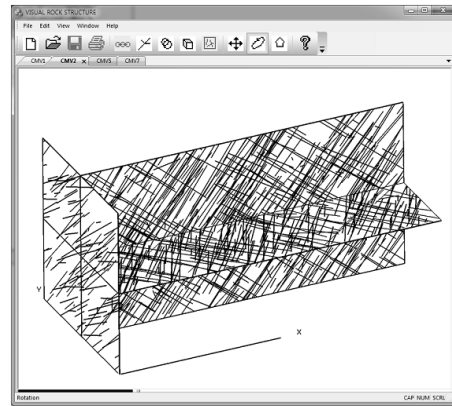 VISUAL ROCK STRUCTURE
File Edit View Window Help
CMV1 CMV2 x CMV5 CMV7
Y
X
Rotation CAP NUM SCRL